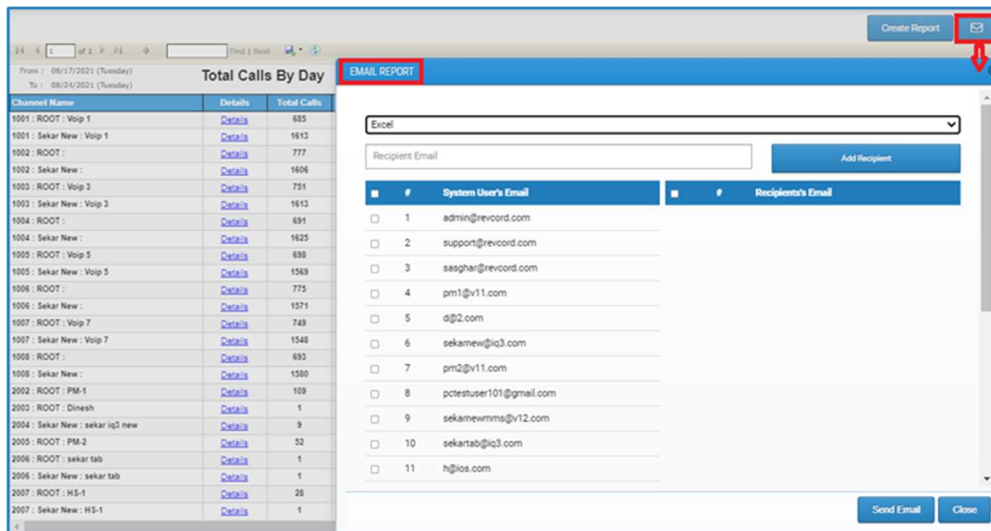 Create Report
1 of 1 Find | Next
From : 08/17/2021 (Tuesday)
To : 08/24/2021 (Tuesday)
Total Calls By Day
Channel Name Details Total Calls
1001 : ROOT : Voip 1 Details 685
1001 : Sekar New : Voip 1 Details 1613
1002 : ROOT : Details 777
1002 : Sekar New : Details 1606
1003 : ROOT : Voip 3 Details 751
1003 : Sekar New : Voip 3 Details 1613
1004 : ROOT : Details 691
1004 : Sekar New : Details 1625
1005 : ROOT : Voip 5 Details 698
1005 : Sekar New : Voip 5 Details 1569
1006 : ROOT : Details 775
1006 : Sekar New : Details 1571
1007 : ROOT : Voip 7 Details 749
1007 : Sekar New : Voip 7 Details 1548
1008 : ROOT : Details 693
1008 : Sekar New : Details 1580
2002 : ROOT : PM-1 Details 109
2003 : ROOT : Dinesh Details 1
2004 : Sekar New : sekar iq3 new Details 9
2005 : ROOT : PM-2 Details 52
2006 : ROOT : sekar tab Details 1
2006 : Sekar New : sekar tab Details 1
2007 : ROOT : HS-1 Details 28
2007 : Sekar New : HS-1 Details 1
EMAIL REPORT
Excel
Recipient Email Add Recipient
# System User's Email # Recipients's Email
1 admin@revcord.com
2 support@revcord.com
3 sasghar@revcord.com
4 pm1@v11.com
5 d@2.com
6 sekarnew@iq3.com
7 pm2@v11.com
8 pctestuser101@gmail.com
9 sekarnewmms@v12.com
10 sekartab@iq3.com
11 h@ios.com
Send Email Close